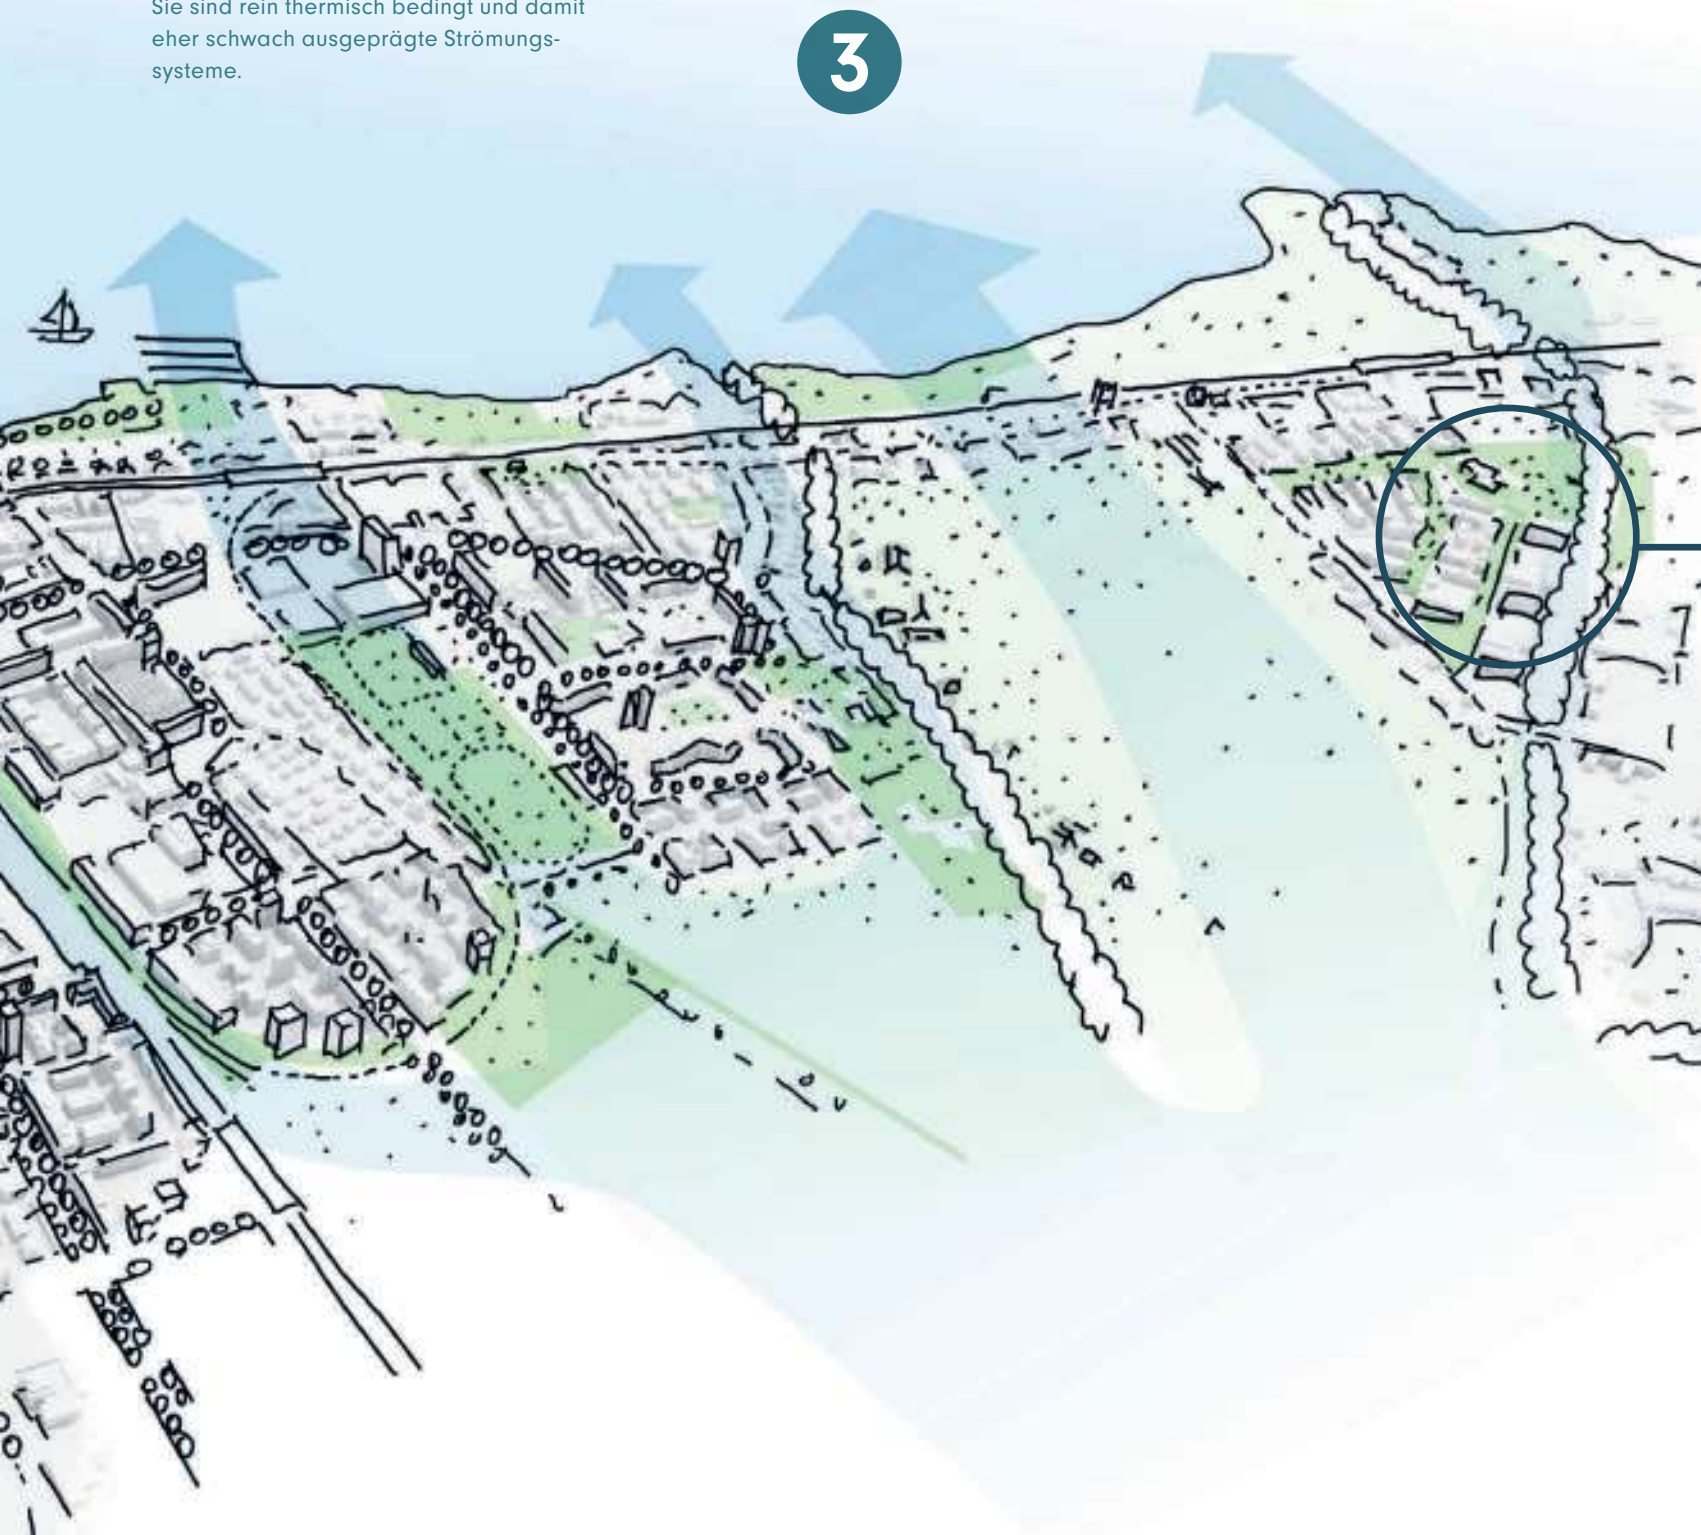 Sie sind rein thermisch bedingt und damit
eher schwach ausgeprägte Strömungs-
systeme.
3